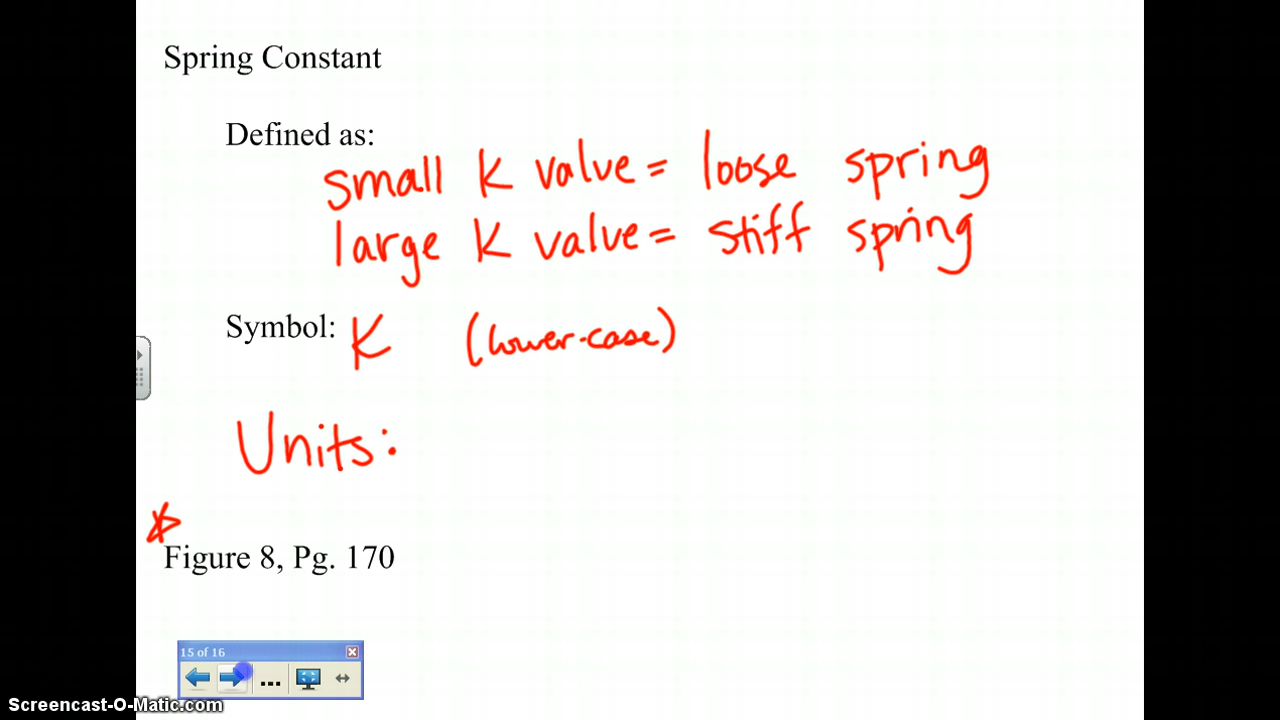 Spring Constant
Defined as:
small k value = loose spring
large k value = stiff spring
Symbol: k (lower-case)
Units:
Figure 8, Pg. 170
15 of 16
...
Screencast-O-Matic.com